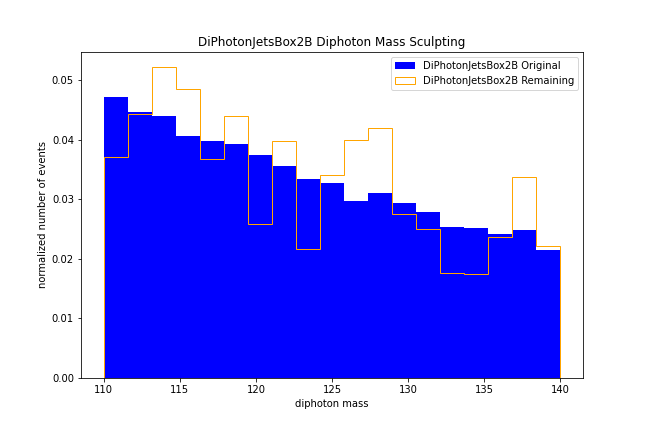 DiPhotonJetsBox2B Diphoton Mass Sculpting
DiPhotonJetsBox2B Original
DiPhotonJetsBox2B Remaining
normalized number of events
0.05
0.04
0.03
0.02
0.01
0.00
110
115
120
125
130
135
140
diphoton mass